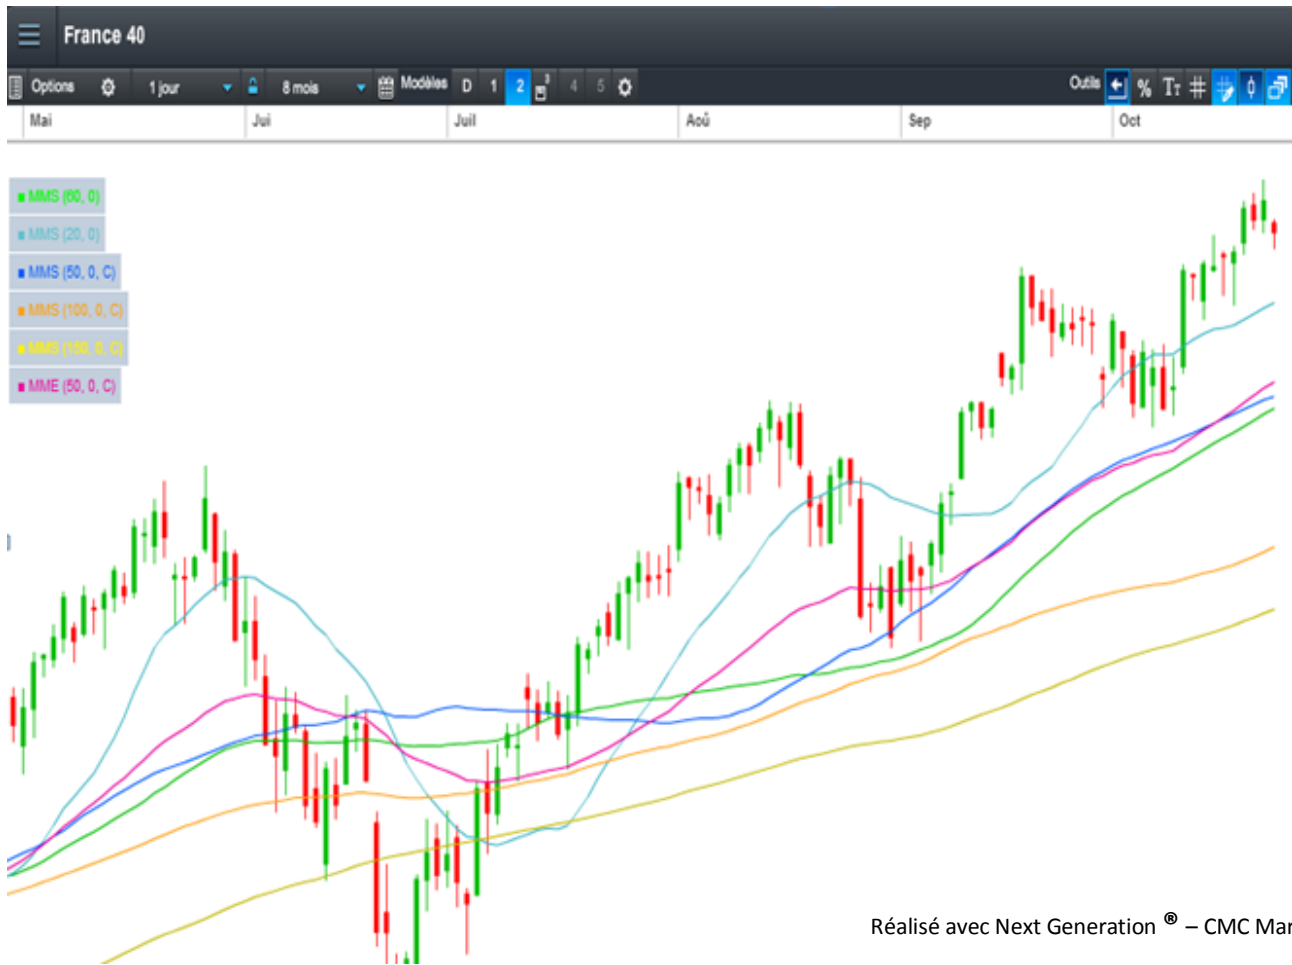 France 40
Options 1 jour 8 mois Modèles D 1 2 3 4 5 Outils % TT
Mai Jui Juil Aoû Sep Oct
MMS (60, 0)
MMS (20, 0)
MMS (50, 0, C)
MMS (100, 0, C)
MMS (150, 0, C)
MME (50, 0, C)
Réalisé avec Next Generation ® – CMC Mar